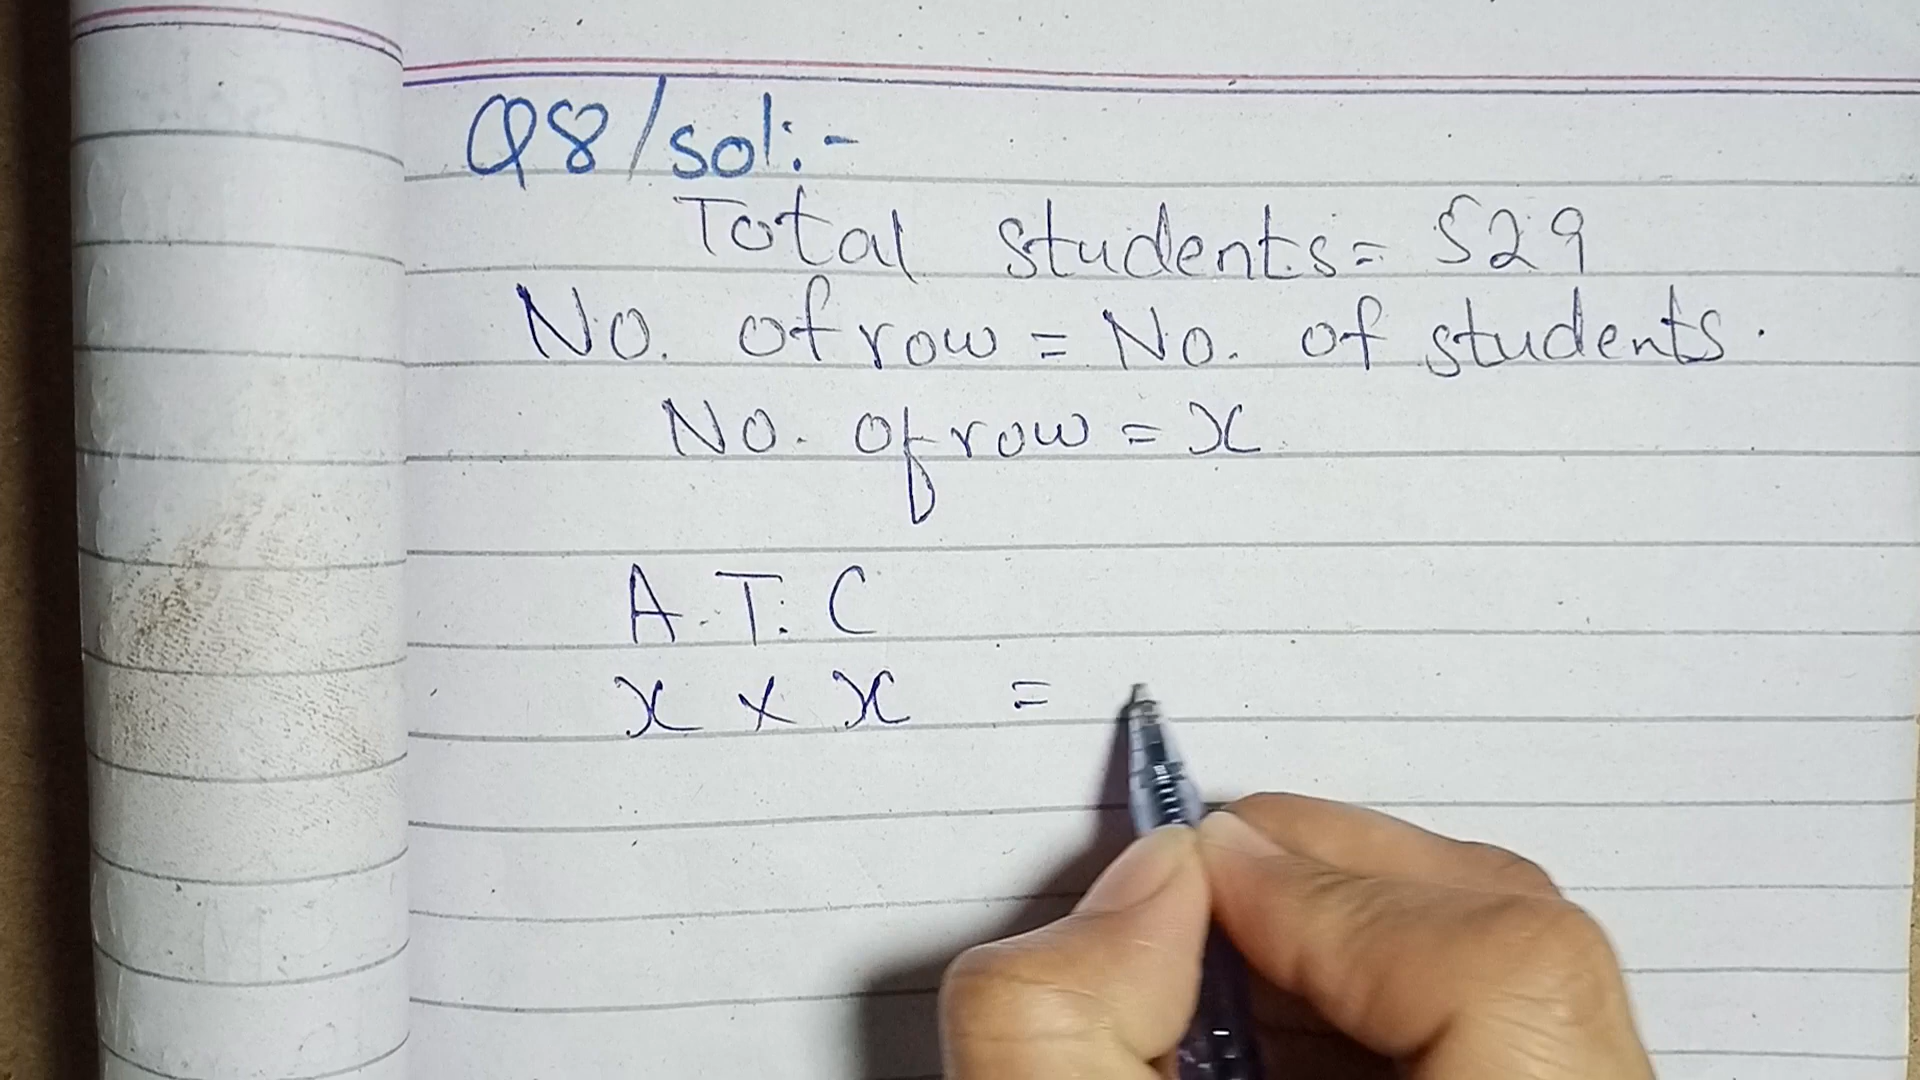 Q8/sol:-
Total students= 529
No. of row = No. of students.
No. of row = x
A.T.C
x × x =